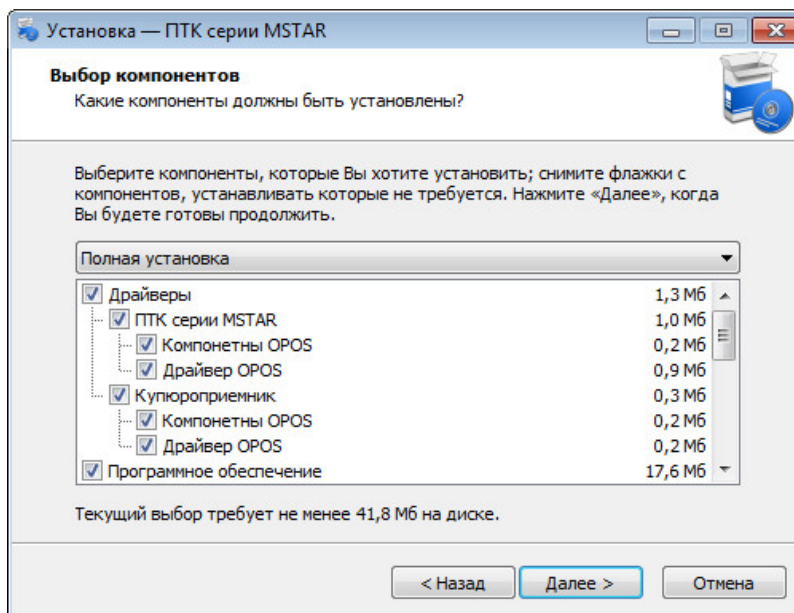 Установка — ПТК серии MSTAR
Выбор компонентов
Какие компоненты должны быть установлены?
Выберите компоненты, которые Вы хотите установить; снимите флажки с
компонентов, устанавливать которые не требуется. Нажмите «Далее», когда
Вы будете готовы продолжить.
Полная установка
Драйверы 1,3 Мб
ПТК серии MSTAR 1,0 Мб
Компонетны OPOS 0,2 Мб
Драйвер OPOS 0,9 Мб
Купюроприемник 0,3 Мб
Компонетны OPOS 0,2 Мб
Драйвер OPOS 0,2 Мб
Программное обеспечение 17,6 Мб
Текущий выбор требует не менее 41,8 Мб на диске.
< Назад Далее > Отмена